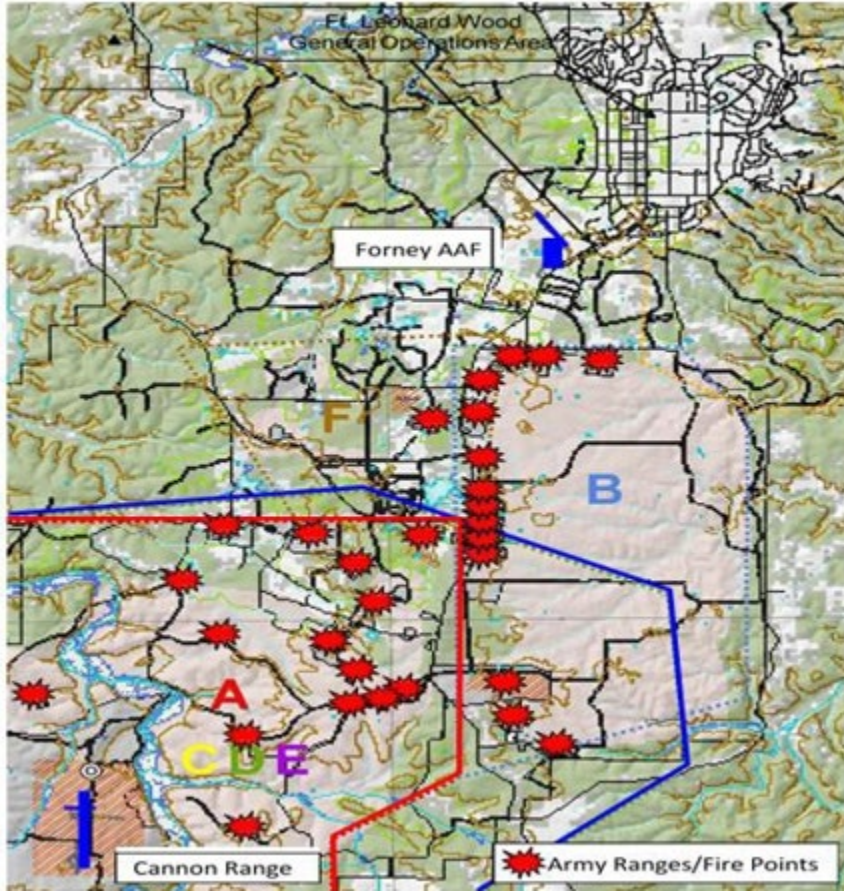 Ft. Leonard Wood
General Operations Area
Forney AAF
F
B
A
C D E
Cannon Range
Army Ranges/Fire Points